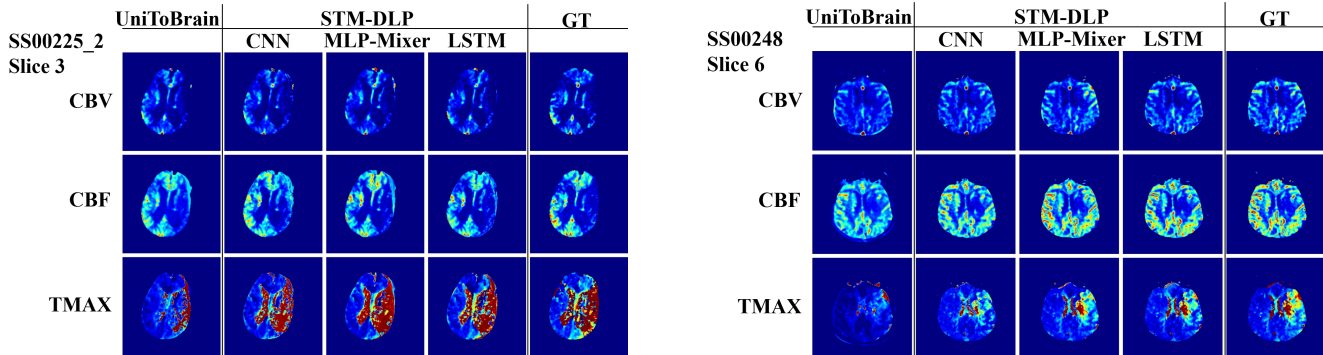 UniToBrain STM-DLP GT
SS00225_2 CNN MLP-Mixer LSTM
Slice 3
CBV
CBF
TMAX
UniToBrain STM-DLP GT
SS00248 CNN MLP-Mixer LSTM
Slice 6
CBV
CBF
TMAX